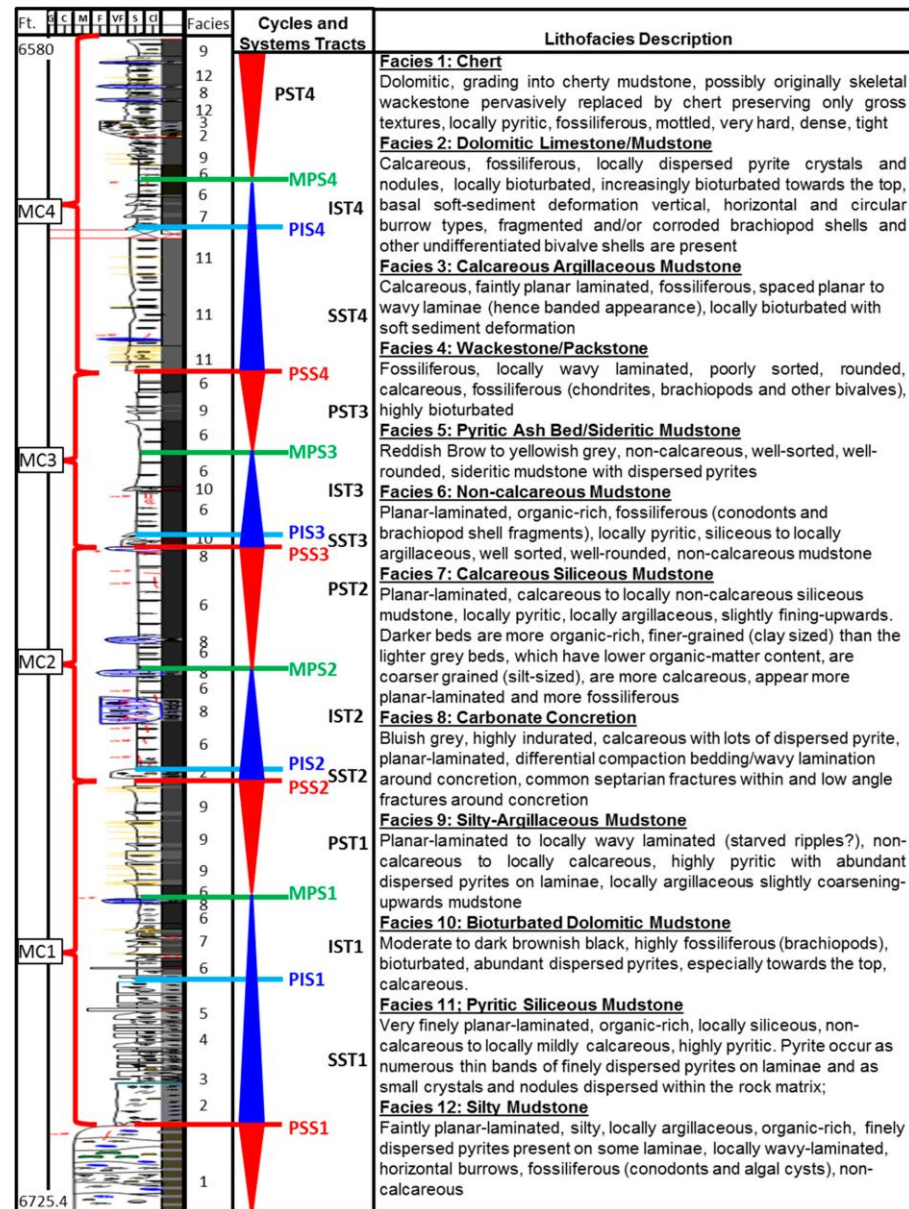 Ft.
G C M F VF S Cl
Facies
Cycles and
Systems Tracts
Lithofacies Description
6580
9
12
8
12
3
2
9
6
6
7
11
11
11
6
9
6
6
10
6
10
8
6
8
6
8
6
8
6
2
9
9
9
6
8
6
7
6
5
4
3
2
1
6725.4
MC4
MC3
MC2
MC1
PST4
MPS4
IST4
PIS4
SST4
PSS4
PST3
MPS3
IST3
PIS3
SST3
PSS3
PST2
MPS2
IST2
PIS2
SST2
PSS2
PST1
MPS1
IST1
PIS1
SST1
PSS1
Facies 1: Chert
Dolomitic, grading into cherty mudstone, possibly originally skeletal
wackestone pervasively replaced by chert preserving only gross
textures, locally pyritic, fossiliferous, mottled, very hard, dense, tight
Facies 2: Dolomitic Limestone/Mudstone
Calcareous, fossiliferous, locally dispersed pyrite crystals and
nodules, locally bioturbated, increasingly bioturbated towards the top,
basal soft-sediment deformation vertical, horizontal and circular
burrow types, fragmented and/or corroded brachiopod shells and
other undifferentiated bivalve shells are present
Facies 3: Calcareous Argillaceous Mudstone
Calcareous, faintly planar laminated, fossiliferous, spaced planar to
wavy laminae (hence banded appearance), locally bioturbated with
soft sediment deformation
Facies 4: Wackestone/Packstone
Fossiliferous, locally wavy laminated, poorly sorted, rounded,
calcareous, fossiliferous (chondrites, brachiopods and other bivalves),
highly bioturbated
Facies 5: Pyritic Ash Bed/Sideritic Mudstone
Reddish Brow to yellowish grey, non-calcareous, well-sorted, well-
rounded, sideritic mudstone with dispersed pyrites
Facies 6: Non-calcareous Mudstone
Planar-laminated, organic-rich, fossiliferous (conodonts and
brachiopod shell fragments), locally pyritic, siliceous to locally
argillaceous, well sorted, well-rounded, non-calcareous mudstone
Facies 7: Calcareous Siliceous Mudstone
Planar-laminated, calcareous to locally non-calcareous siliceous
mudstone, locally pyritic, locally argillaceous, slightly fining-upwards.
Darker beds are more organic-rich, finer-grained (clay sized) than the
lighter grey beds, which have lower organic-matter content, are
coarser grained (silt-sized), are more calcareous, appear more
planar-laminated and more fossiliferous
Facies 8: Carbonate Concretion
Bluish grey, highly indurated, calcareous with lots of dispersed pyrite,
planar-laminated, differential compaction bedding/wavy lamination
around concretion, common septarian fractures within and low angle
fractures around concretion
Facies 9: Silty-Argillaceous Mudstone
Planar-laminated to locally wavy laminated (starved ripples?), non-
calcareous to locally calcareous, highly pyritic with abundant
dispersed pyrites on laminae, locally argillaceous slightly coarsening-
upwards mudstone
Facies 10: Bioturbated Dolomitic Mudstone
Moderate to dark brownish black, highly fossiliferous (brachiopods),
bioturbated, abundant dispersed pyrites, especially towards the top,
calcareous.
Facies 11; Pyritic Siliceous Mudstone
Very finely planar-laminated, organic-rich, locally siliceous, non-
calcareous to locally mildly calcareous, highly pyritic. Pyrite occur as
numerous thin bands of finely dispersed pyrites on laminae and as
small crystals and nodules dispersed within the rock matrix;
Facies 12: Silty Mudstone
Faintly planar-laminated, silty, locally argillaceous, organic-rich, finely
dispersed pyrites present on some laminae, locally wavy-laminated,
horizontal burrows, fossiliferous (conodonts and algal cysts), non-
calcareous